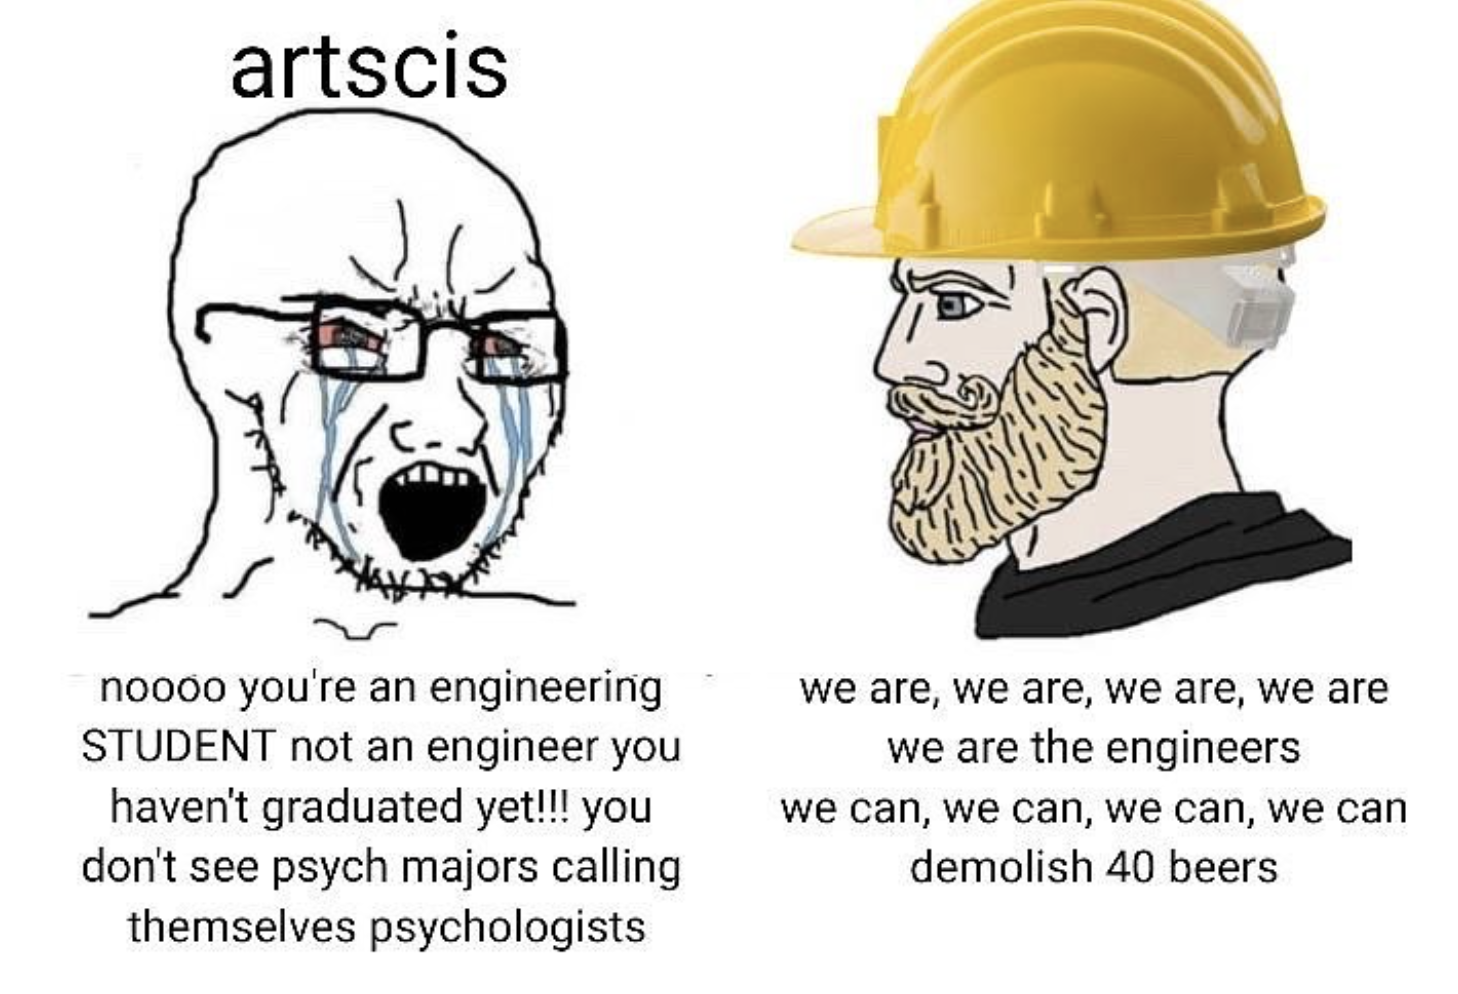 artscis
noooo you're an engineering
STUDENT not an engineer you
haven't graduated yet!!! you
don't see psych majors calling
themselves psychologists
we are, we are, we are, we are
we are the engineers
we can, we can, we can, we can
demolish 40 beers